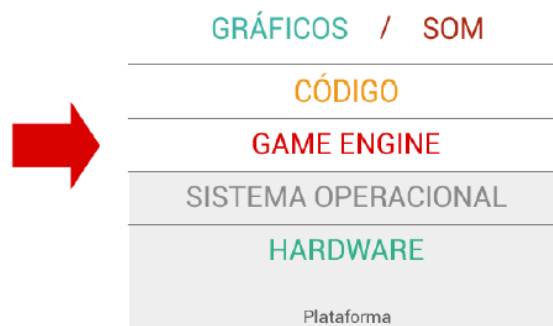 GRÁFICOS / SOM
CÓDIGO
GAME ENGINE
SISTEMA OPERACIONAL
HARDWARE
Plataforma